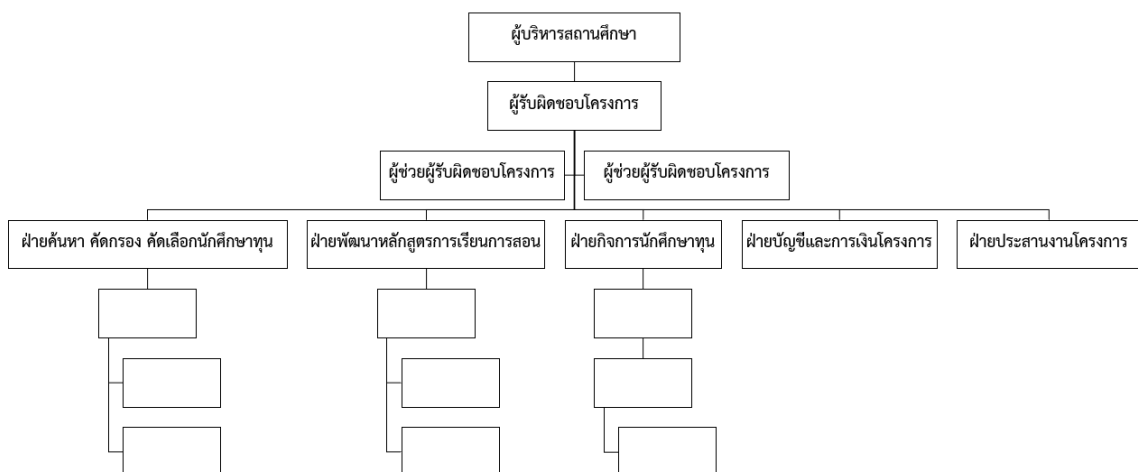 ผู้บริหารสถานศึกษา
ผู้รับผิดชอบโครงการ
ผู้ช่วยผู้รับผิดชอบโครงการ
ผู้ช่วยผู้รับผิดชอบโครงการ
ฝ่ายค้นหา คัดกรอง คัดเลือกนักศึกษาทุน
ฝ่ายพัฒนาหลักสูตรการเรียนการสอน
ฝ่ายกิจการนักศึกษาทุน
ฝ่ายบัญชีและการเงินโครงการ
ฝ่ายประสานงานโครงการ